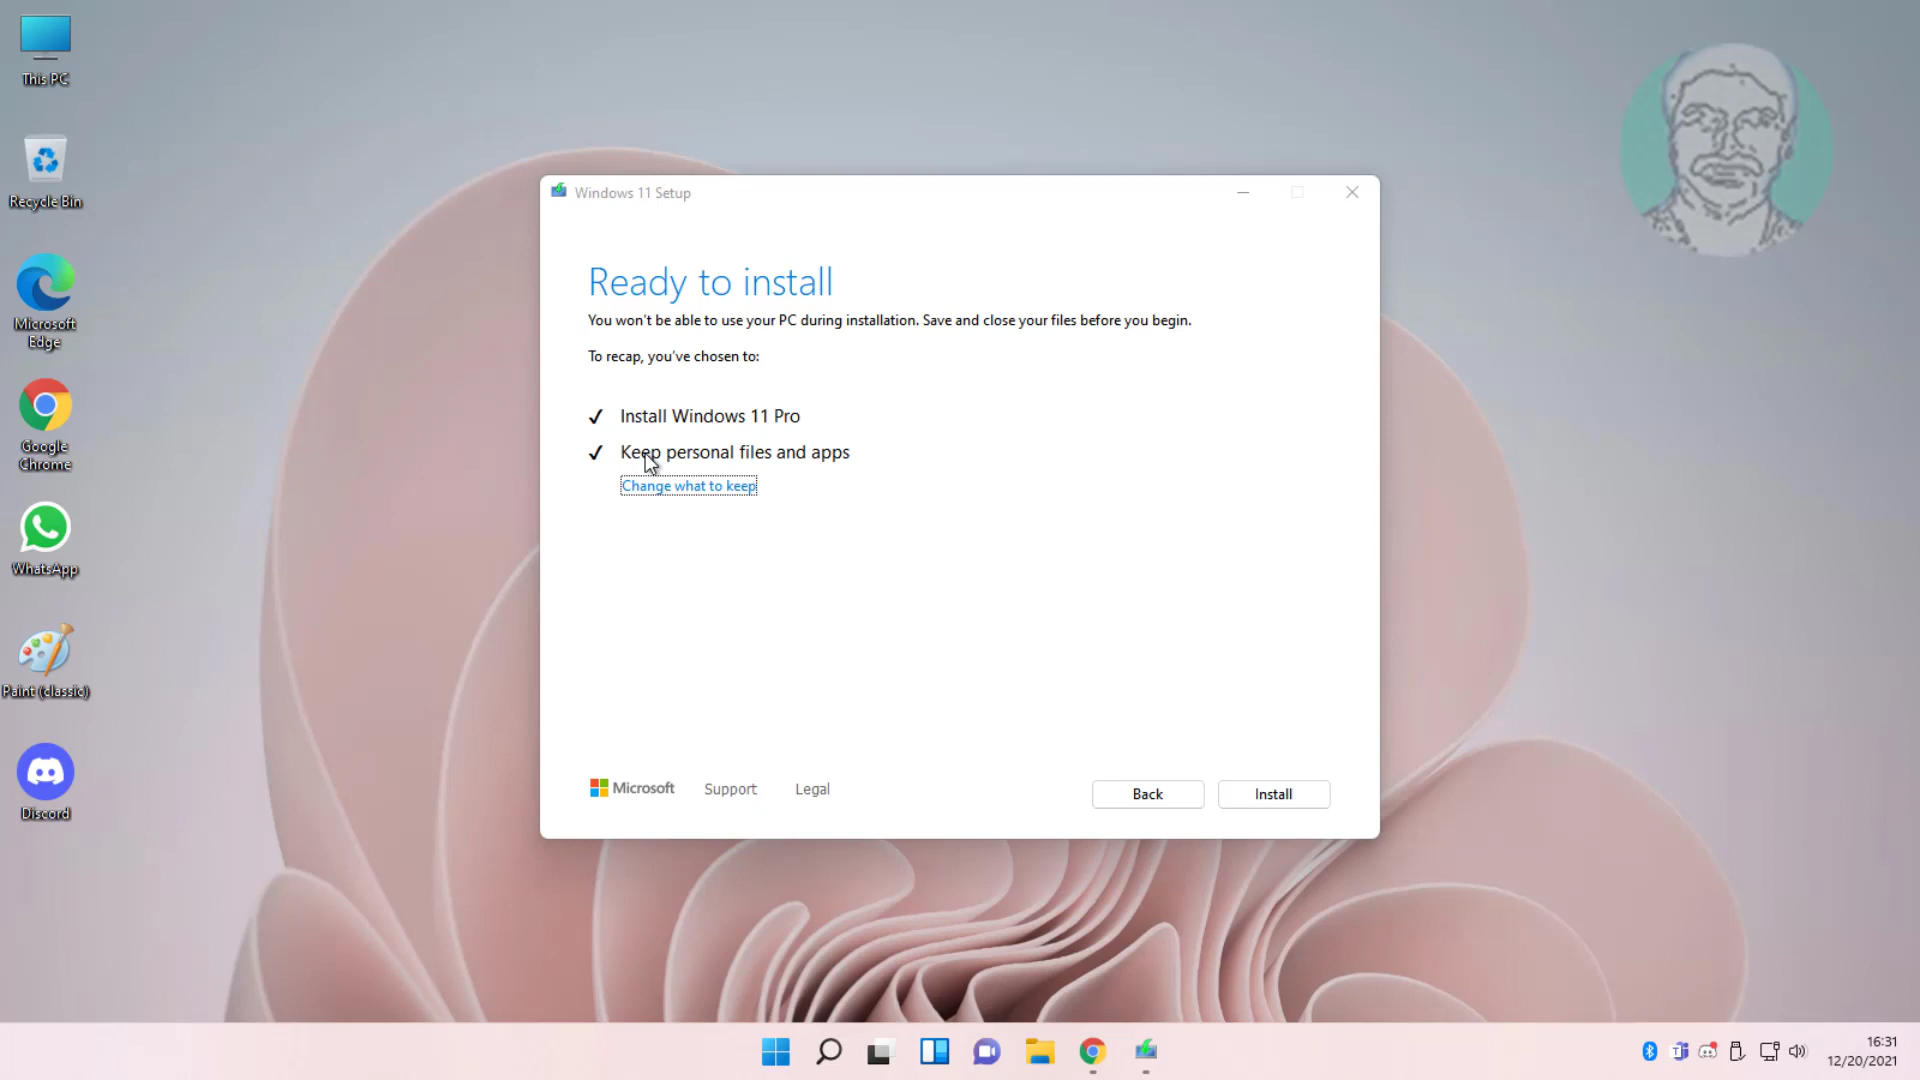 This PC
Recycle Bin
Microsoft
Edge
Google
Chrome
WhatsApp
Paint (classic)
Discord
Windows 11 Setup
Ready to install
You won't be able to use your PC during installation. Save and close your files before you begin.
To recap, you've chosen to:
✓ Install Windows 11 Pro
✓ Keep personal files and apps
Change what to keep
Microsoft Support Legal
Back Install
16:31
12/20/2021